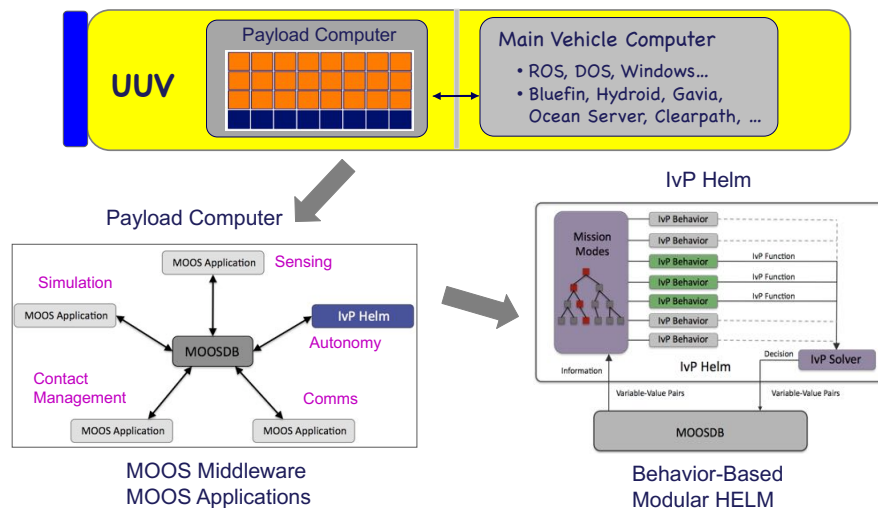 UUV
Payload Computer
Main Vehicle Computer
• ROS, DOS, Windows...
• Bluefin, Hydroid, Gavia,
Ocean Server, Clearpath, ...
Payload Computer
MOOS Application
Sensing
Simulation
MOOS Application
IvP Helm
Autonomy
MOOSDB
Contact
Management
Comms
MOOS Application
MOOS Application
MOOS Middleware
MOOS Applications
IvP Helm
Mission
Modes
IvP Behavior
IvP Behavior
IvP Behavior
IvP Function
IvP Behavior
IvP Function
IvP Behavior
IvP Function
IvP Behavior
IvP Behavior
IvP Helm
Decision
IvP Solver
Information
Variable-Value Pairs
Variable-Value Pairs
MOOSDB
Behavior-Based
Modular HELM